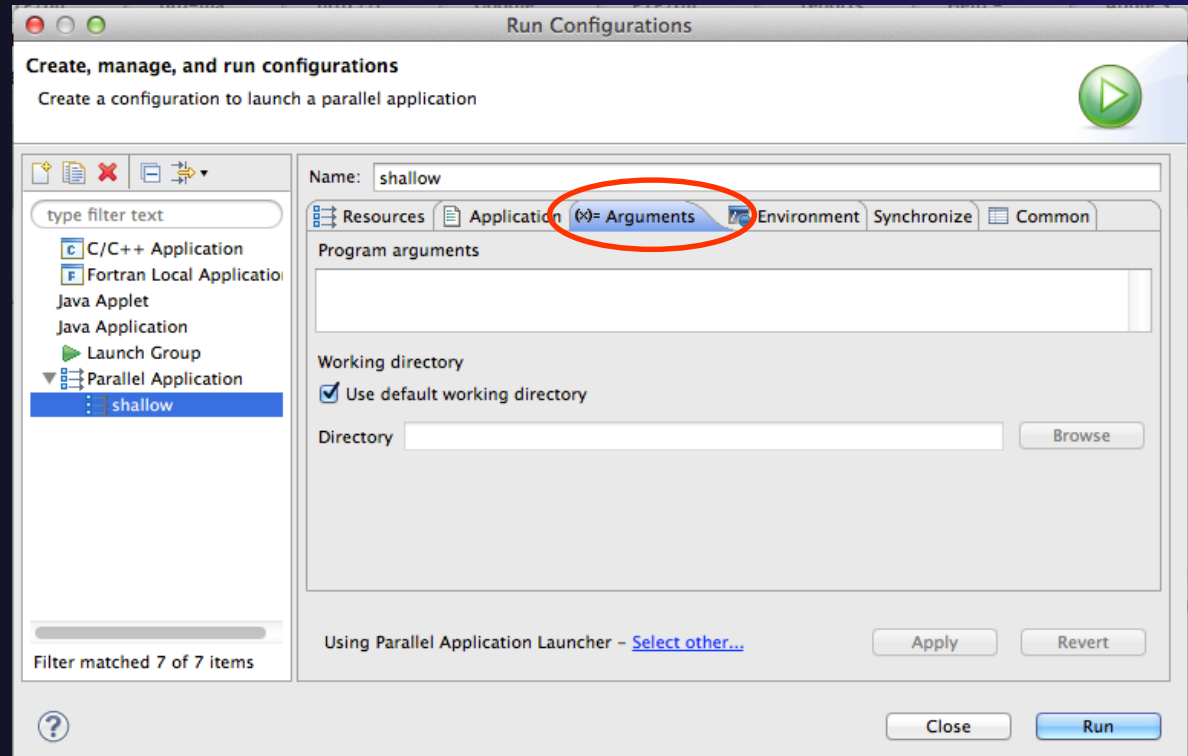 Run Configurations
Create, manage, and run configurations
Create a configuration to launch a parallel application
type filter text
C/C++ Application
Fortran Local Applicatio
Java Applet
Java Application
Launch Group
Parallel Application
shallow
Filter matched 7 of 7 items
Name: shallow
Resources Application (x)= Arguments Environment Synchronize Common
Program arguments
Working directory
Use default working directory
Directory Browse
Using Parallel Application Launcher – Select other... Apply Revert
? Close Run